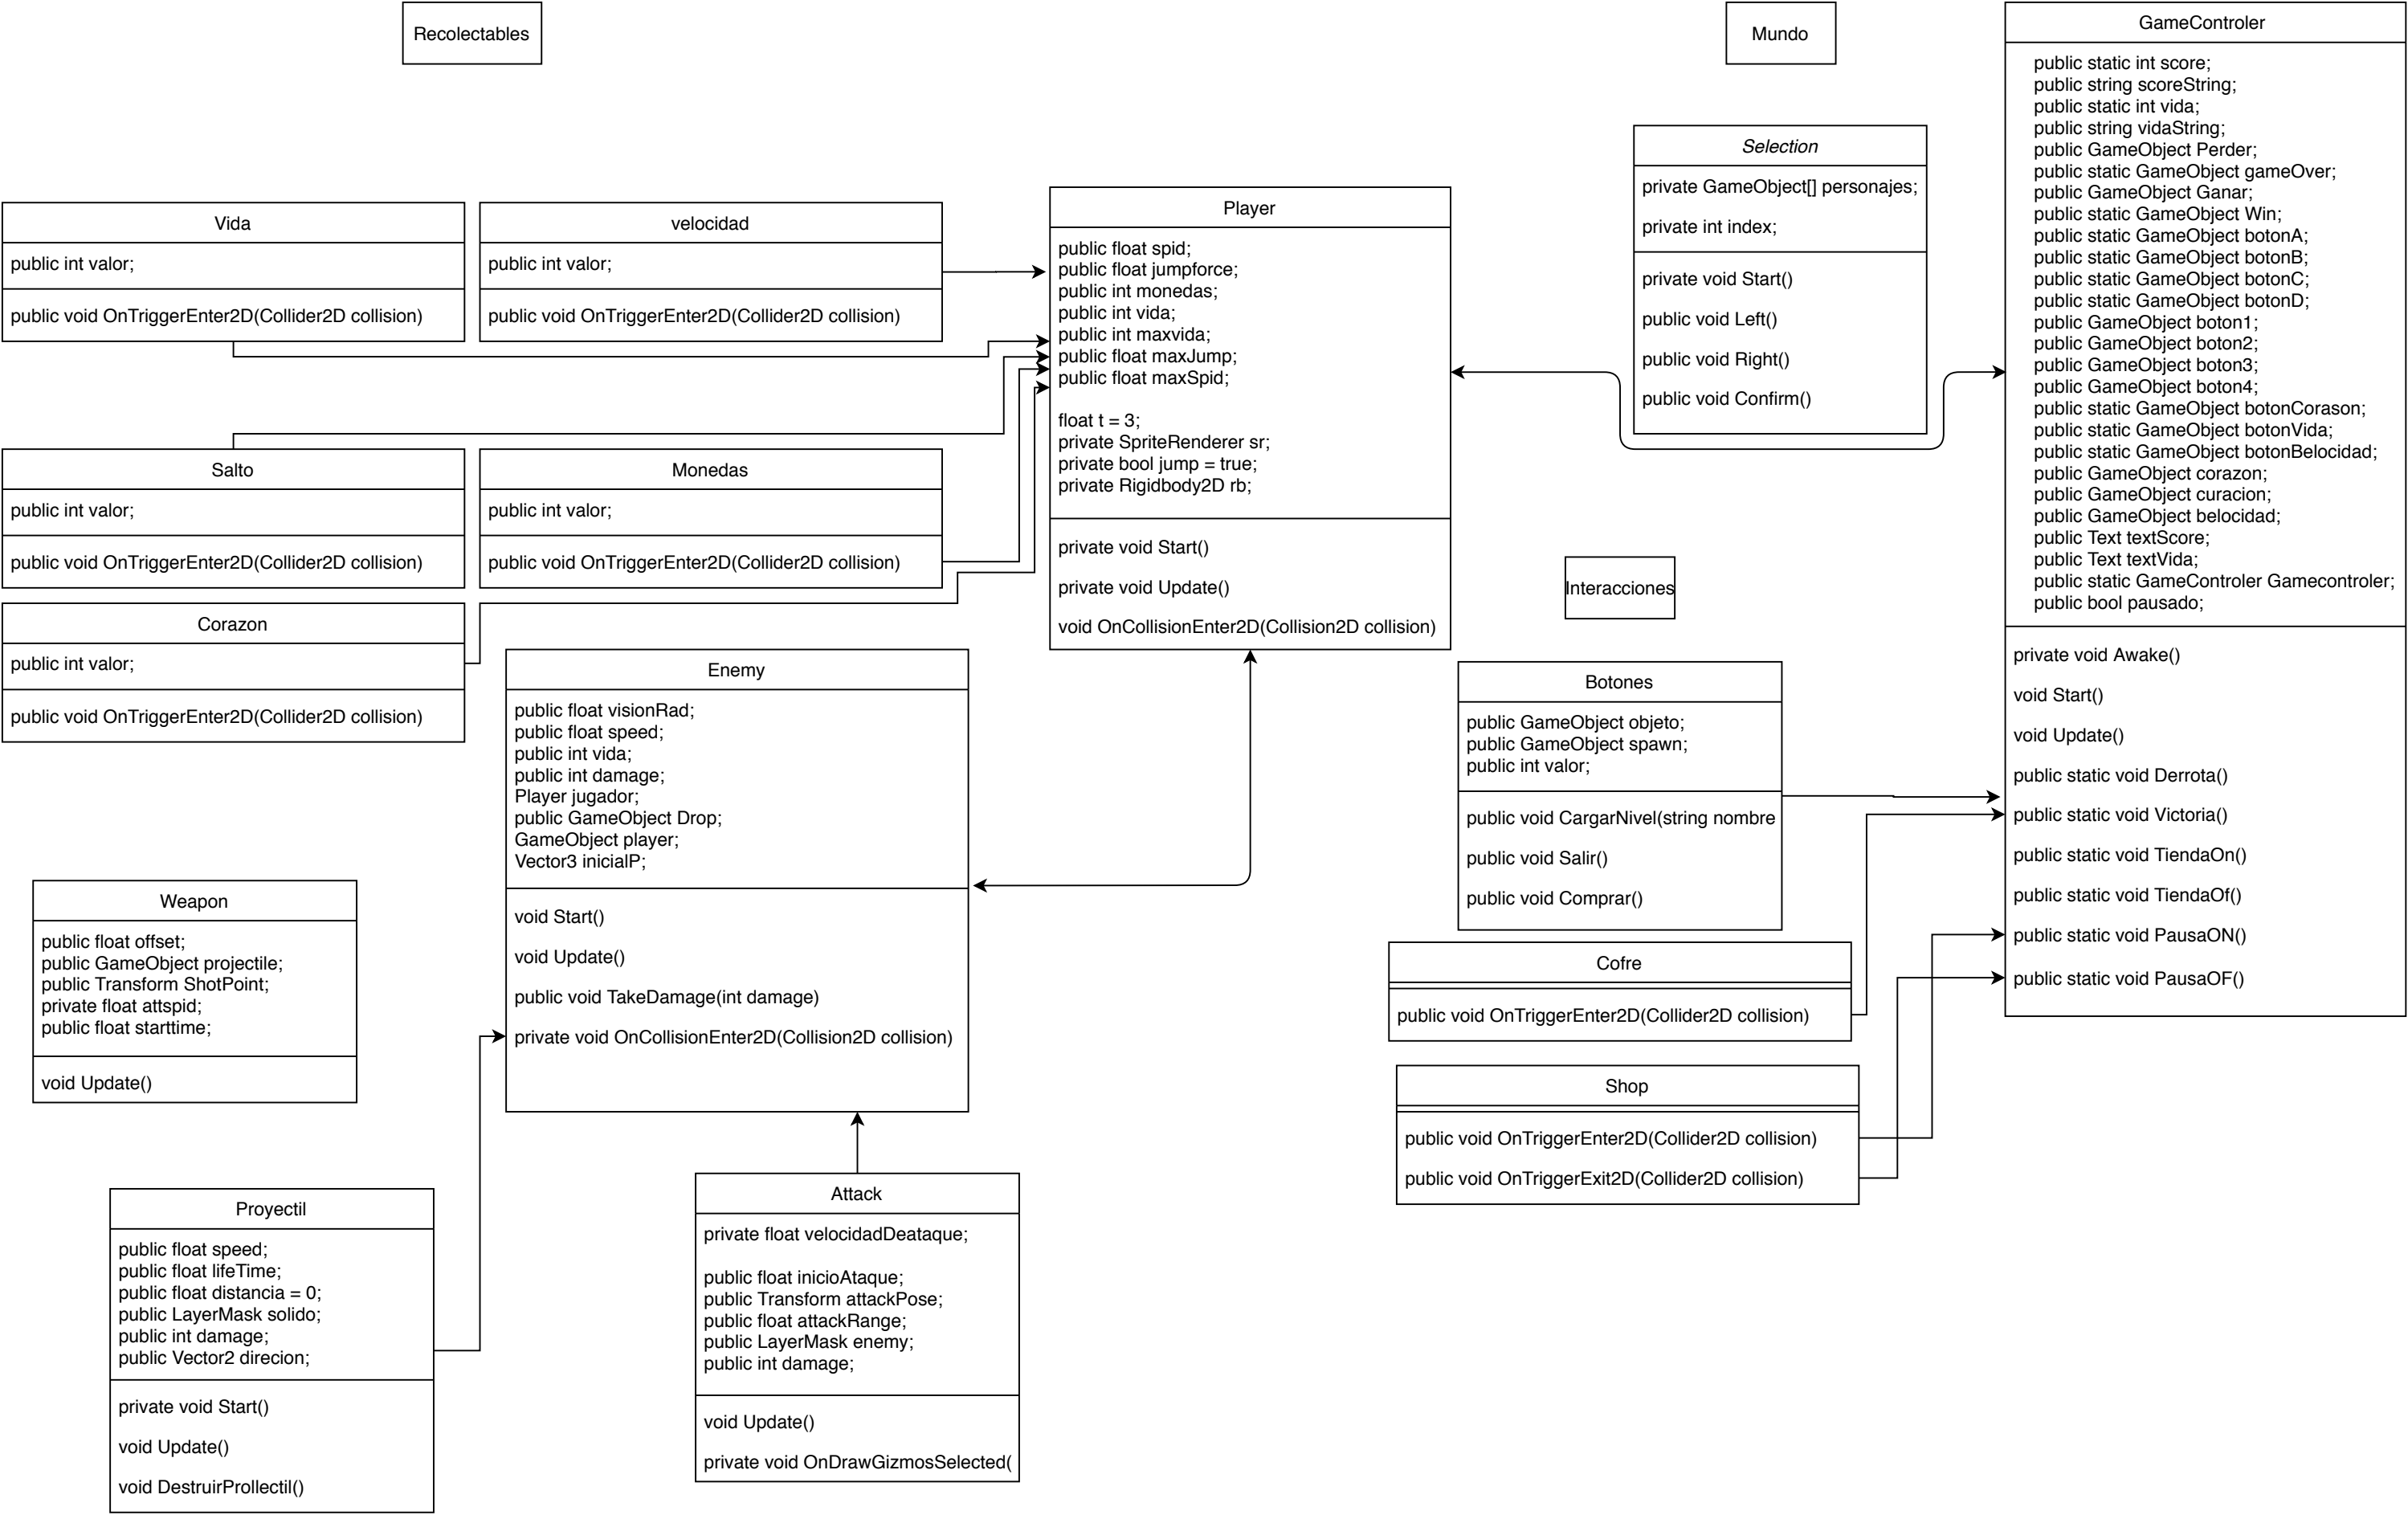 Recolectables
Mundo
GameControler
public static int score;
public string scoreString;
public static int vida;
public string vidaString;
public GameObject Perder;
public static GameObject gameOver;
public GameObject Ganar;
public static GameObject Win;
public static GameObject botonA;
public static GameObject botonB;
public static GameObject botonC;
public static GameObject botonD;
public GameObject boton1;
public GameObject boton2;
public GameObject boton3;
public GameObject boton4;
public static GameObject botonCorason;
public static GameObject botonVida;
public static GameObject botonBelocidad;
public GameObject corazon;
public GameObject curacion;
public GameObject belocidad;
public Text textScore;
public Text textVida;
public static GameControler Gamecontroler;
public bool pausado;
private void Awake()
void Start()
void Update()
public static void Derrota()
public static void Victoria()
public static void TiendaOn()
public static void TiendaOf()
public static void PausaON()
public static void PausaOF()
Selection
private GameObject[] personajes;
private int index;
private void Start()
public void Left()
public void Right()
public void Confirm()
Vida
public int valor;
public void OnTriggerEnter2D(Collider2D collision)
velocidad
public int valor;
public void OnTriggerEnter2D(Collider2D collision)
Player
public float spid;
public float jumpforce;
public int monedas;
public int vida;
public int maxvida;
public float maxJump;
public float maxSpid;
float t = 3;
private SpriteRenderer sr;
private bool jump = true;
private Rigidbody2D rb;
private void Start()
private void Update()
void OnCollisionEnter2D(Collision2D collision)
Salto
public int valor;
public void OnTriggerEnter2D(Collider2D collision)
Monedas
public int valor;
public void OnTriggerEnter2D(Collider2D collision)
Corazon
public int valor;
public void OnTriggerEnter2D(Collider2D collision)
Interacciones
Enemy
public float visionRad;
public float speed;
public int vida;
public int damage;
Player jugador;
public GameObject Drop;
GameObject player;
Vector3 inicialP;
void Start()
void Update()
public void TakeDamage(int damage)
private void OnCollisionEnter2D(Collision2D collision)
Botones
public GameObject objeto;
public GameObject spawn;
public int valor;
public void CargarNivel(string nombre
public void Salir()
public void Comprar()
Weapon
public float offset;
public GameObject projectile;
public Transform ShotPoint;
private float attspid;
public float starttime;
void Update()
Cofre
public void OnTriggerEnter2D(Collider2D collision)
Shop
public void OnTriggerEnter2D(Collider2D collision)
public void OnTriggerExit2D(Collider2D collision)
Proyectil
public float speed;
public float lifeTime;
public float distancia = 0;
public LayerMask solido;
public int damage;
public Vector2 direcion;
private void Start()
void Update()
void DestruirProllectil()
Attack
private float velocidadDeataque;
public float inicioAtaque;
public Transform attackPose;
public float attackRange;
public LayerMask enemy;
public int damage;
void Update()
private void OnDrawGizmosSelected(